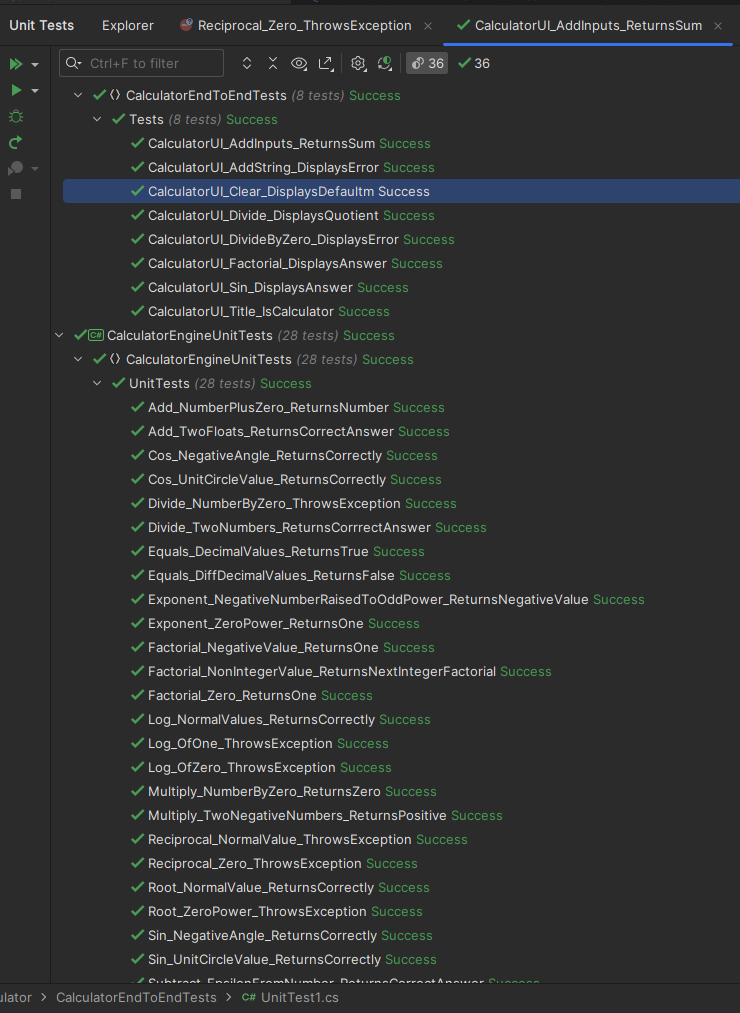 Unit Tests Explorer Reciprocal_Zero_ThrowsException × CalculatorUI_AddInputs_ReturnsSum ×
Ctrl+F to filter 36 36
CalculatorEndToEndTests (8 tests) Success
Tests (8 tests) Success
CalculatorUI_AddInputs_ReturnsSum Success
CalculatorUI_AddString_DisplaysError Success
CalculatorUI_Clear_DisplaysDefaultm Success
CalculatorUI_Divide_DisplaysQuotient Success
CalculatorUI_DivideByZero_DisplaysError Success
CalculatorUI_Factorial_DisplaysAnswer Success
CalculatorUI_Sin_DisplaysAnswer Success
CalculatorUI_Title_IsCalculator Success
C# CalculatorEngineUnitTests (28 tests) Success
CalculatorEngineUnitTests (28 tests) Success
UnitTests (28 tests) Success
Add_NumberPlusZero_ReturnsNumber Success
Add_TwoFloats_ReturnsCorrectAnswer Success
Cos_NegativeAngle_ReturnsCorrectly Success
Cos_UnitCircleValue_ReturnsCorrectly Success
Divide_NumberByZero_ThrowsException Success
Divide_TwoNumbers_ReturnsCorrrectAnswer Success
Equals_DecimalValues_ReturnsTrue Success
Equals_DiffDecimalValues_ReturnsFalse Success
Exponent_NegativeNumberRaisedToOddPower_ReturnsNegativeValue Success
Exponent_ZeroPower_ReturnsOne Success
Factorial_NegativeValue_ReturnsOne Success
Factorial_NonIntegerValue_ReturnsNextIntegerFactorial Success
Factorial_Zero_ReturnsOne Success
Log_NormalValues_ReturnsCorrectly Success
Log_OfOne_ThrowsException Success
Log_OfZero_ThrowsException Success
Multiply_NumberByZero_ReturnsZero Success
Multiply_TwoNegativeNumbers_ReturnsPositive Success
Reciprocal_NormalValue_ThrowsException Success
Reciprocal_Zero_ThrowsException Success
Root_NormalValue_ReturnsCorrectly Success
Root_ZeroPower_ThrowsException Success
Sin_NegativeAngle_ReturnsCorrectly Success
Sin_UnitCircleValue_ReturnsCorrectly Success
Subtract_EpsilonFromNumber_ReturnsCorrectAnswer Success
ulator > CalculatorEndToEndTests > C# UnitTest1.cs